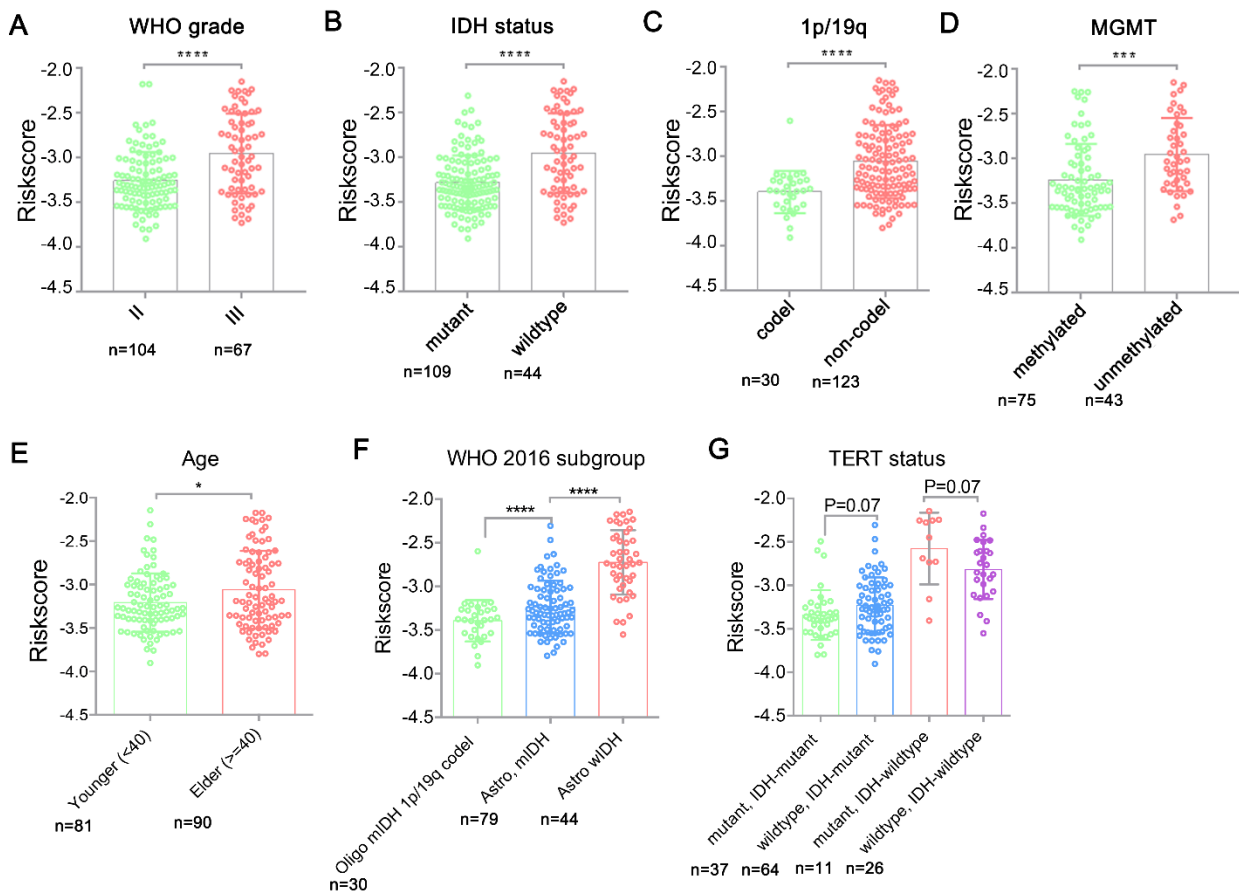 A
WHO grade
****
Riskscore
-2.0
-2.5
-3.0
-3.5
-4.0
-4.5
II
III
n=104
n=67
B
IDH status
****
Riskscore
-2.0
-2.5
-3.0
-3.5
-4.0
-4.5
mutant
wildtype
n=109
n=44
C
1p/19q
****
Riskscore
-2.0
-2.5
-3.0
-3.5
-4.0
-4.5
codel
non-codel
n=30
n=123
D
MGMT
***
Riskscore
-2.0
-2.5
-3.0
-3.5
-4.0
-4.5
methylated
unmethylated
n=75
n=43
E
Age
*
Riskscore
-2.0
-2.5
-3.0
-3.5
-4.0
-4.5
Younger (<40)
Elder (>=40)
n=81
n=90
F
WHO 2016 subgroup
****
****
Riskscore
-2.0
-2.5
-3.0
-3.5
-4.0
-4.5
Oligo mIDH 1p/19q codel
Astro, mIDH
Astro wIDH
n=30
n=79
n=44
G
TERT status
P=0.07
P=0.07
Riskscore
-2.0
-2.5
-3.0
-3.5
-4.0
-4.5
mutant, IDH-mutant
wildtype, IDH-mutant
mutant, IDH-wildtype
wildtype, IDH-wildtype
n=37
n=64
n=11
n=26